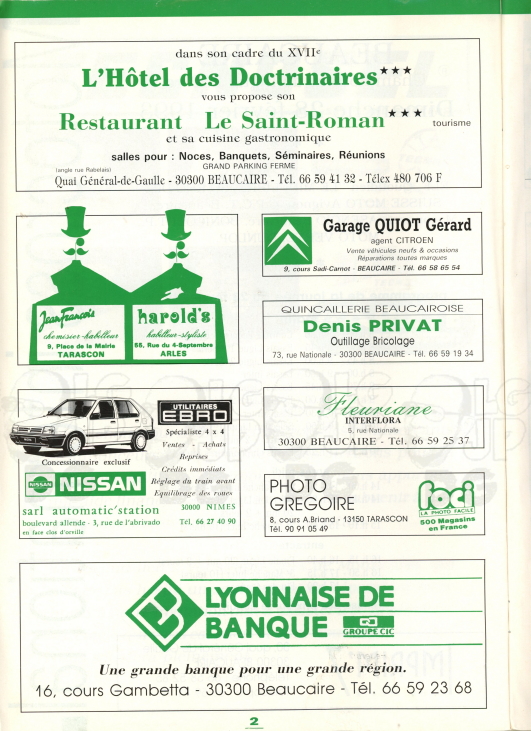 dans son cadre du XVIIe
L'Hôtel des Doctrinaires★★★
vous propose son
Restaurant Le Saint-Roman★★★ tourisme
et sa cuisine gastronomique
salles pour : Noces, Banquets, Séminaires, Réunions
GRAND PARKING FERME
(angle rue Rabelais)
Quai Général-de-Gaulle - 30300 BEAUCAIRE - Tél. 66 59 41 32 - Télex 480 706 F
Jean François
chemisier-habilleur
9, Place de la Mairie
TARASCON
harold's
habilleur-styliste
55, Rue du 4-Septembre
ARLES
Garage QUIOT Gérard
agent CITROEN
Vente véhicules neufs & occasions
Réparations toutes marques
9, cours Sadi-Carnot - BEAUCAIRE - Tél. 66 58 65 54
QUINCAILLERIE BEAUCAIROISE
Denis PRIVAT
Outillage Bricolage
73, rue Nationale - 30300 BEAUCAIRE - Tél. 66 59 19 34
UTILITAIRES
EBRO
Spécialiste 4 x 4
Ventes - Achats
Reprises
Crédits immédiats
Réglage du train avant
Equilibrage des roues
Concessionnaire exclusif
NISSAN NISSAN
sarl automatic'station
boulevard allende - 3, rue de l'abrivado
en face clos d'orville
30000 NIMES
Tél. 66 27 40 90
Fleuriane
INTERFLORA
5, rue Nationale
30300 BEAUCAIRE - Tél. 66 59 25 37
PHOTO
GREGOIRE
8, cours A.Briand - 13150 TARASCON
Tél. 90 91 05 49
foci
LA PHOTO FACILE
500 Magasins
en France
LYONNAISE DE
BANQUE
GROUPE CIC
Une grande banque pour une grande région.
16, cours Gambetta - 30300 Beaucaire - Tél. 66 59 23 68
2